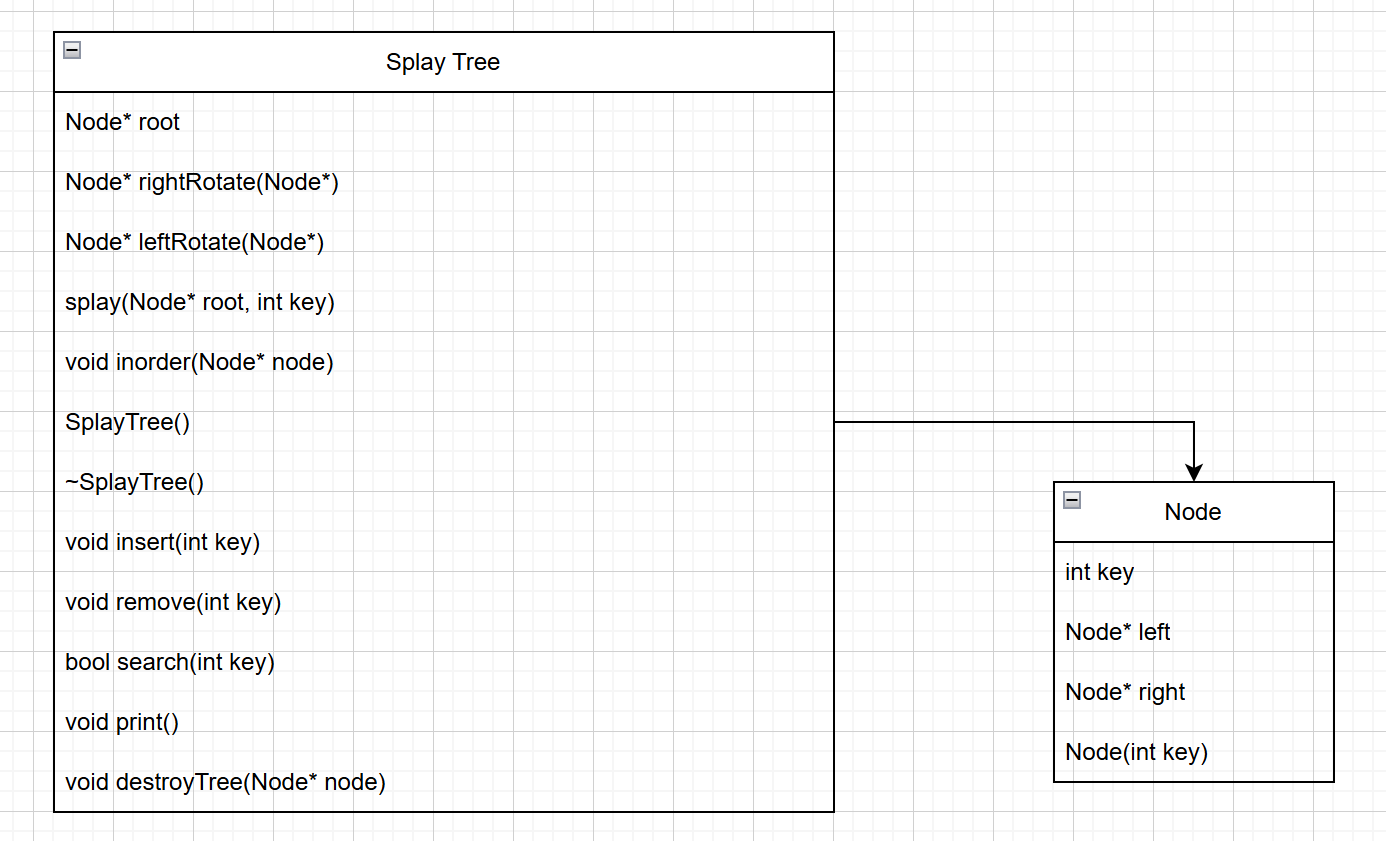 Splay Tree
Node* root
Node* rightRotate(Node*)
Node* leftRotate(Node*)
splay(Node* root, int key)
void inorder(Node* node)
SplayTree()
~SplayTree()
void insert(int key)
void remove(int key)
bool search(int key)
void print()
void destroyTree(Node* node)
Node
int key
Node* left
Node* right
Node(int key)